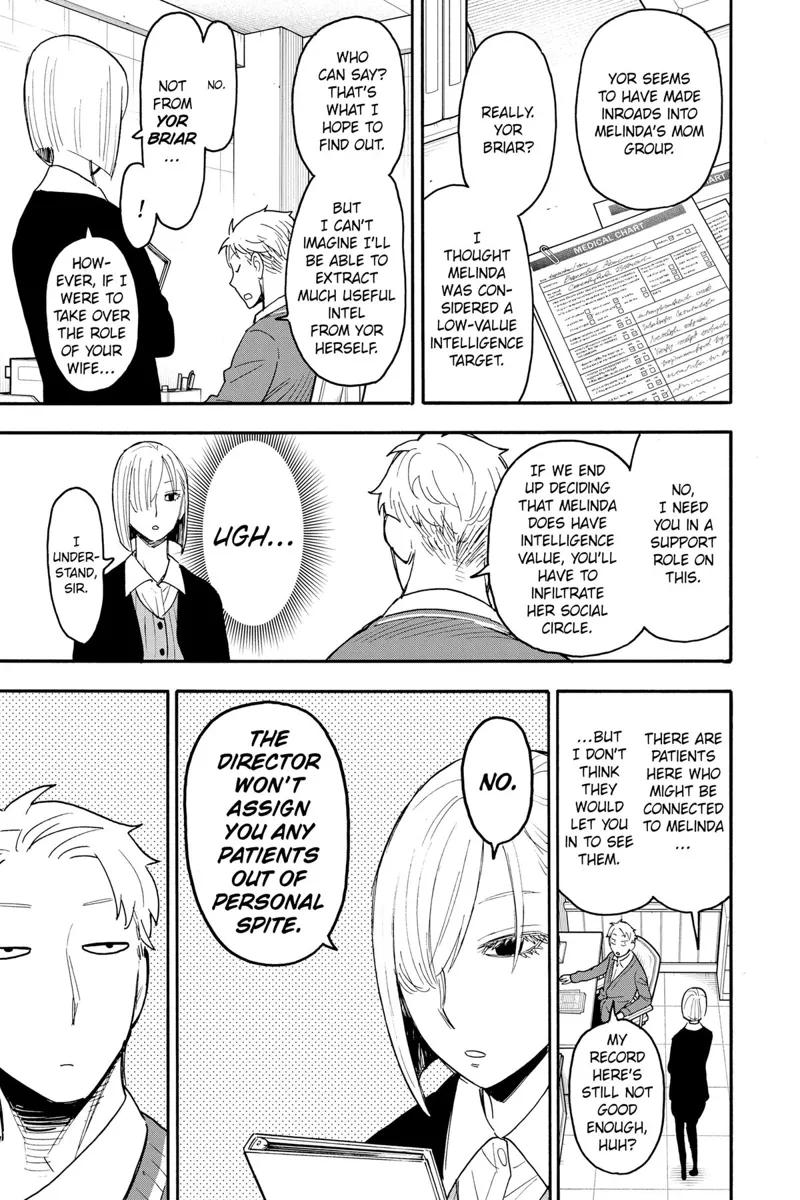 YOR SEEMS
TO HAVE MADE
INROADS INTO
MELINDA'S MOM
GROUP.
REALLY.
YOR
BRIAR?
I
THOUGHT
MELINDA
WAS CON-
SIDERED A
LOW-VALUE
INTELLIGENCE
TARGET.
CHART
MEDICAL CHART
WHO
CAN SAY?
THAT'S
WHAT I
HOPE TO
FIND OUT.
BUT
I CAN'T
IMAGINE I'LL
BE ABLE TO
EXTRACT
MUCH USEFUL
INTEL
FROM YOR
HERSELF.
NO.
NOT
FROM
YOR
BRIAR
...
!
HOW-
EVER, IF I
WERE TO
TAKE OVER
THE ROLE
OF YOUR
WIFE...
NO,
I NEED
YOU IN A
SUPPORT
ROLE ON
THIS.
IF WE END
UP DECIDING
THAT MELINDA
DOES HAVE
INTELLIGENCE
VALUE, YOU'LL
HAVE TO
INFILTRATE
HER SOCIAL
CIRCLE.
UGH...
I
UNDER-
STAND,
SIR.
THERE ARE
PATIENTS
HERE WHO
MIGHT BE
CONNECTED
TO MELINDA
...
...BUT
I DON'T
THINK
THEY
WOULD
LET YOU
IN TO SEE
THEM.
MY
RECORD
HERE'S
STILL NOT
GOOD
ENOUGH,
HUH?
NO.
THE
DIRECTOR
WON'T
ASSIGN
YOU ANY
PATIENTS
OUT OF
PERSONAL
SPITE.